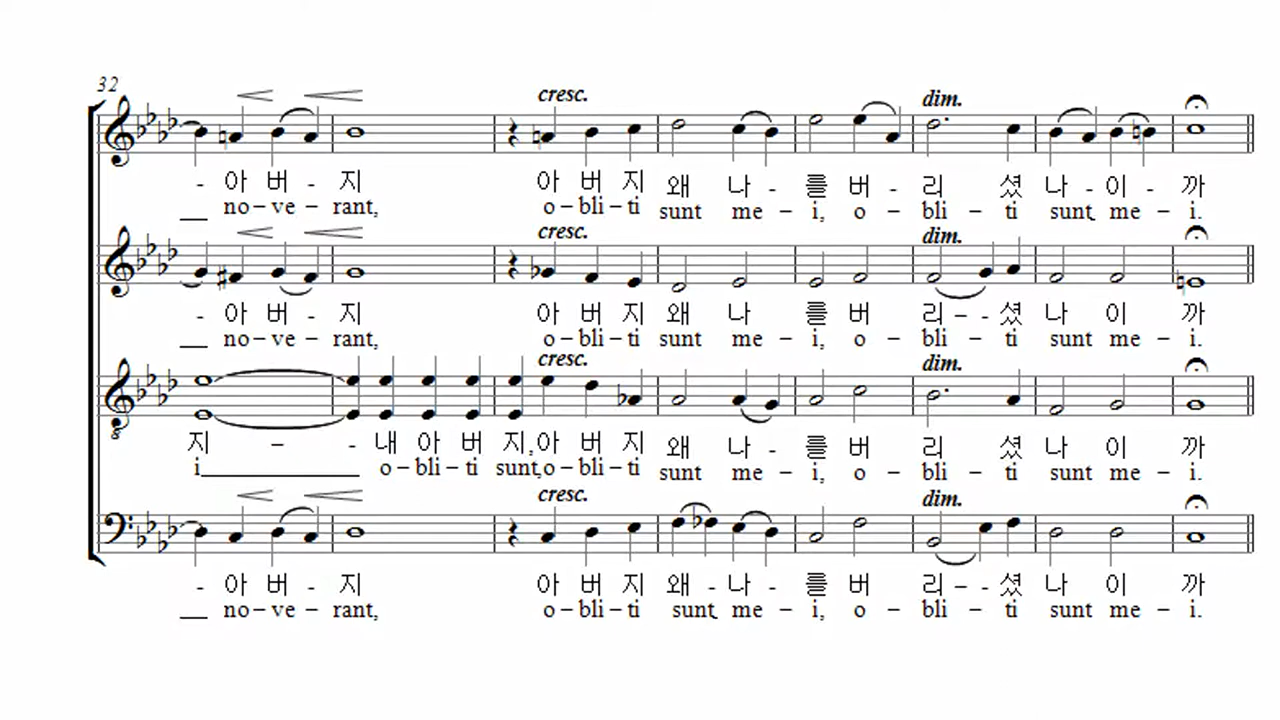 32
cresc. dim.
- 아 버 - 지 아 버 지 왜 나 - 를 버 - 리 셨 나 - 이 - 까
__ no – ve – rant, o – bli – ti sunt me – i, o – bli – ti sunt me – i.
cresc. dim.
- 아 버 - 지 아 버 지 왜 나 를 버 리 - - 셨 나 이 까
__ no – ve – rant, o – bli – ti sunt me – i, o – bli – ti sunt me – i.
cresc. dim.
8
지 – - 내 아 버 지, 아 버 지 왜 나 - 를 버 리 셨 나 이 까
i____ o – bli – ti sunt, o – bli – ti sunt me – i, o – bli – ti sunt me – i.
cresc. dim.
- 아 버 - 지 아 버 지 왜 - 나 - 를 버 리 - - 셨 나 이 까
__ no – ve – rant, o – bli – ti sunt me – i, o – bli – ti sunt me – i.